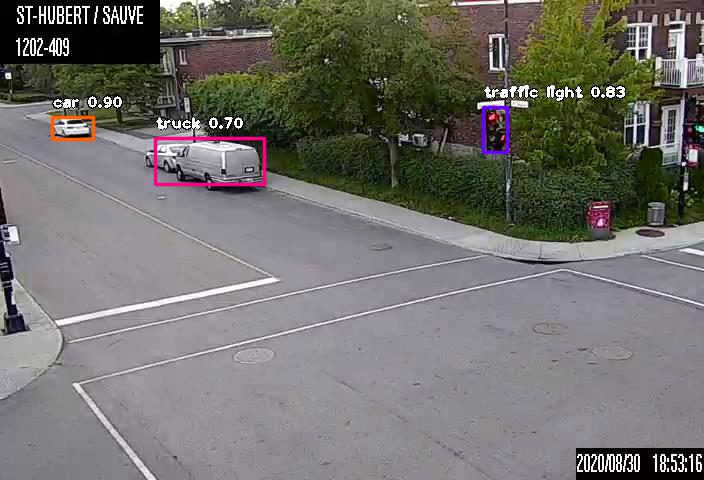 ST-HUBERT / SAUVE
1202-409
car 0.90
traffic light 0.83
truck 0.70
2020/08/30 18:53:16